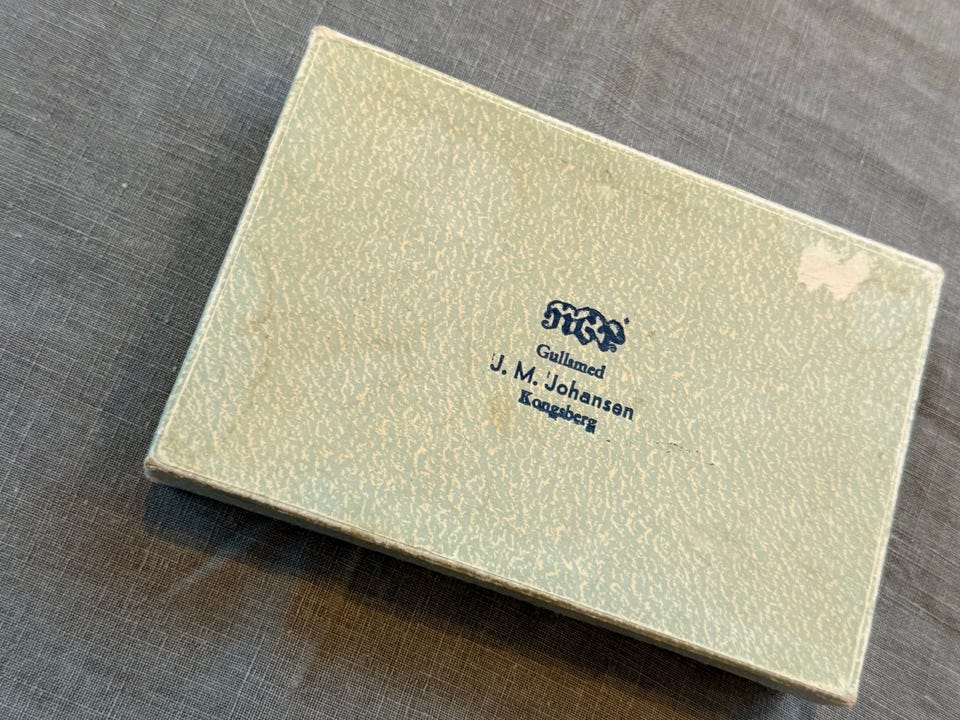 Gullsmed
J. M. Johansen
Kongsberg